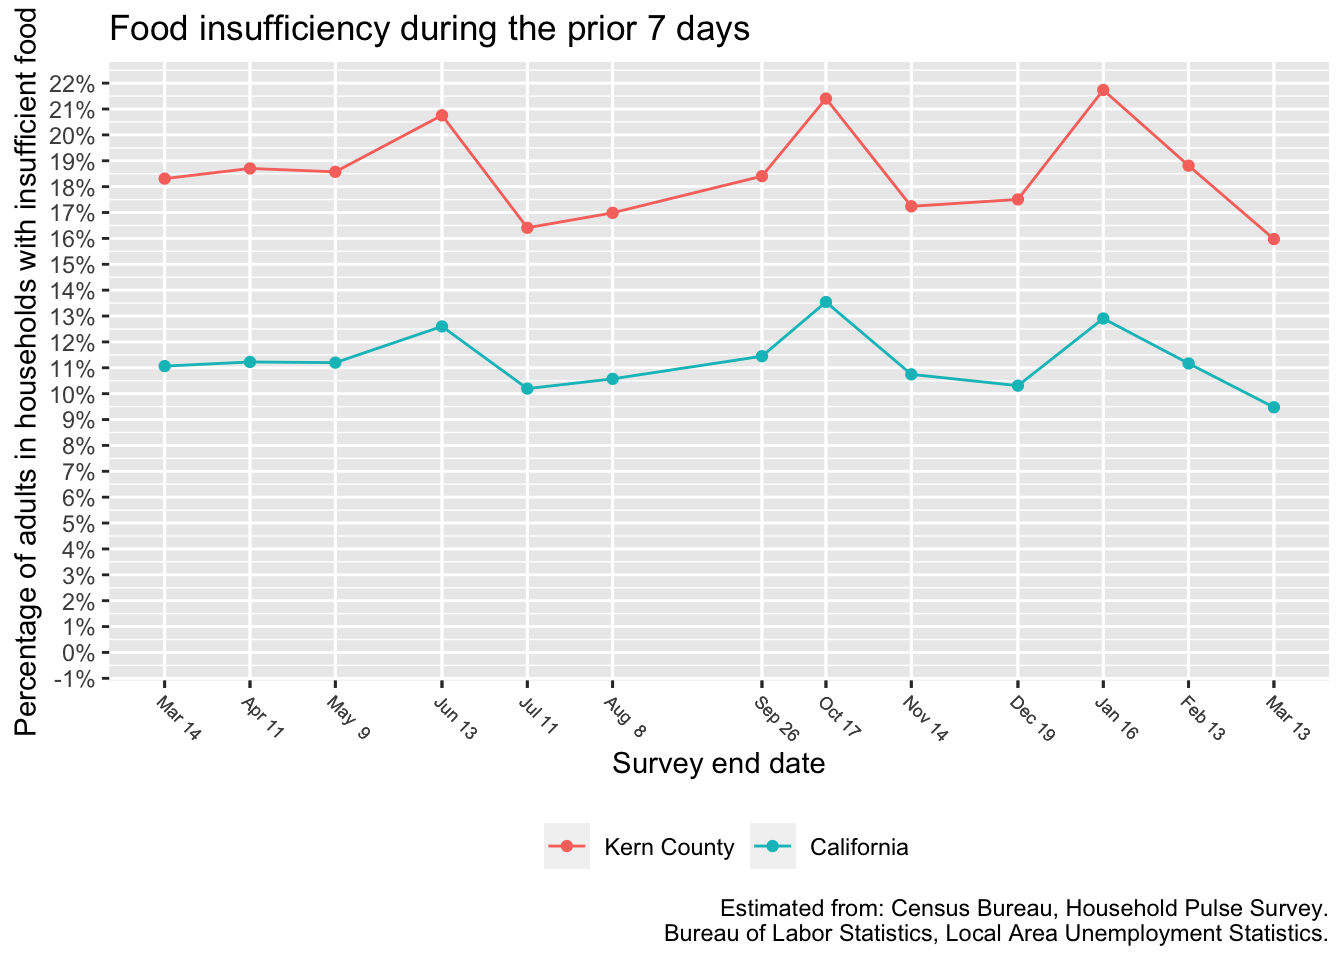 Food insufficiency during the prior 7 days
Percentage of adults in households with insufficient food
22%
21%
20%
19%
18%
17%
16%
15%
14%
13%
12%
11%
10%
9%
8%
7%
6%
5%
4%
3%
2%
1%
0%
-1%
Mar 14
Apr 11
May 9
Jun 13
Jul 11
Aug 8
Sep 26
Oct 17
Nov 14
Dec 19
Jan 16
Feb 13
Mar 13
Survey end date
Kern County
California
Estimated from: Census Bureau, Household Pulse Survey.
Bureau of Labor Statistics, Local Area Unemployment Statistics.